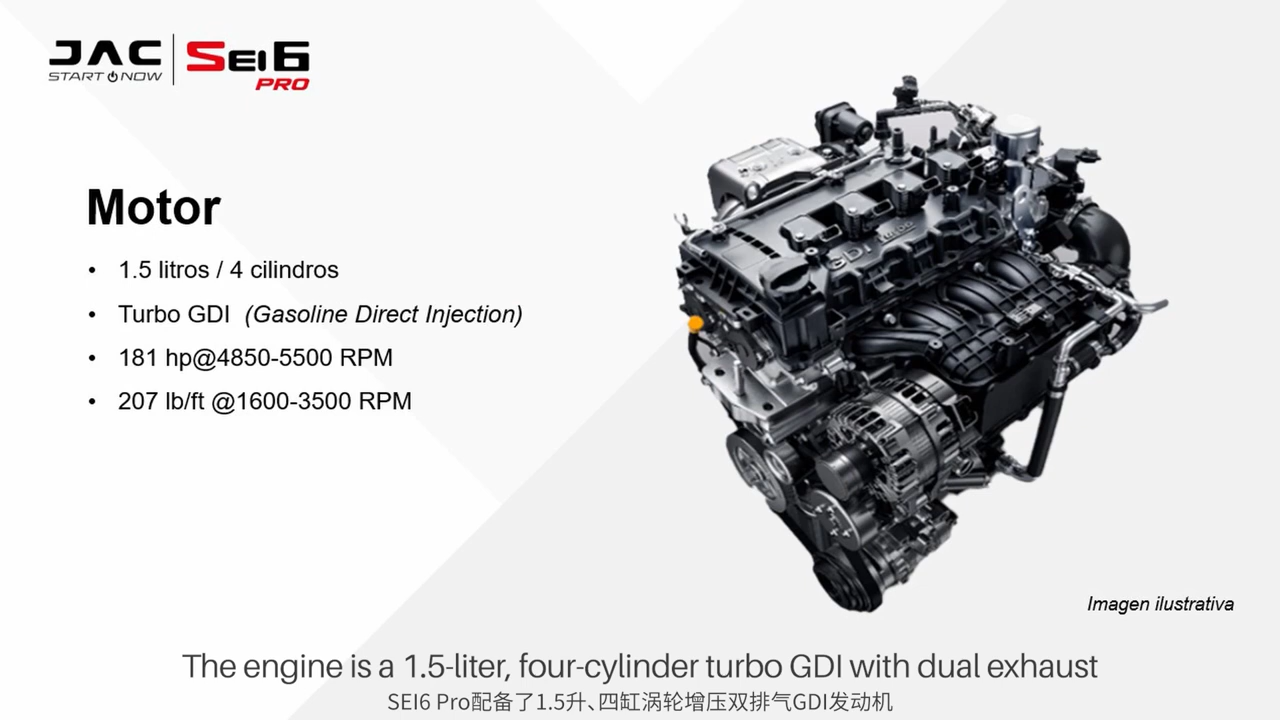 JAC
START NOW
SEI6
PRO
Motor
• 1.5 litros / 4 cilindros
• Turbo GDI (Gasoline Direct Injection)
• 181 hp@4850-5500 RPM
• 207 lb/ft @1600-3500 RPM
GDI Turbo
Imagen ilustrativa
The engine is a 1.5-liter, four-cylinder turbo GDI with dual exhaust
SEI6 Pro配备了1.5升、四缸涡轮增压双排气GDI发动机